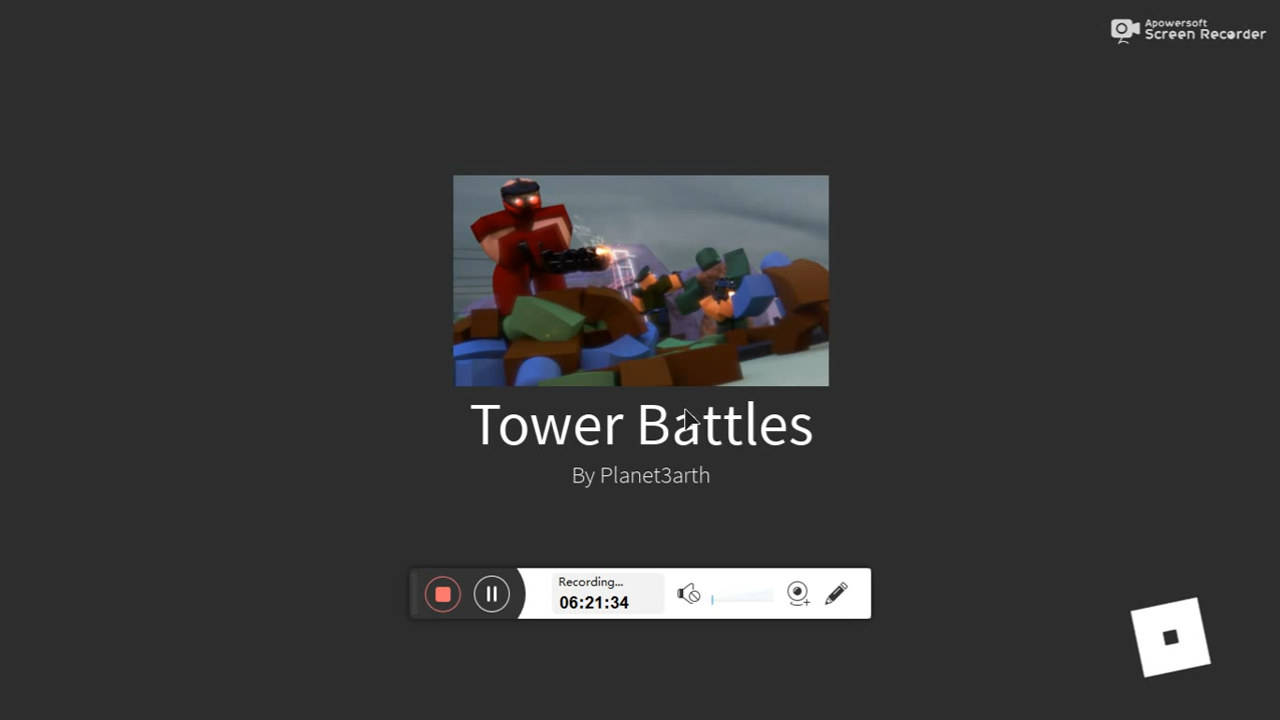 Apowersoft
Screen Recorder
Tower Battles
By Planet3arth
Recording...
06:21:34